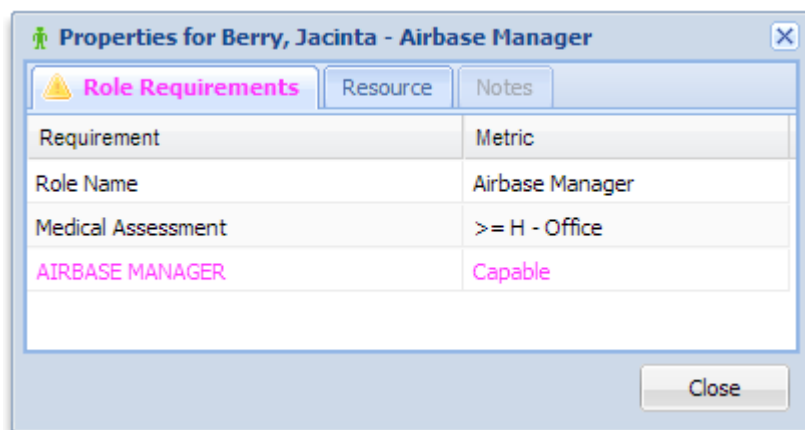 Properties for Berry, Jacinta - Airbase Manager
Role Requirements Resource Notes
Requirement Metric
Role Name Airbase Manager
Medical Assessment >= H - Office
AIRBASE MANAGER Capable
Close